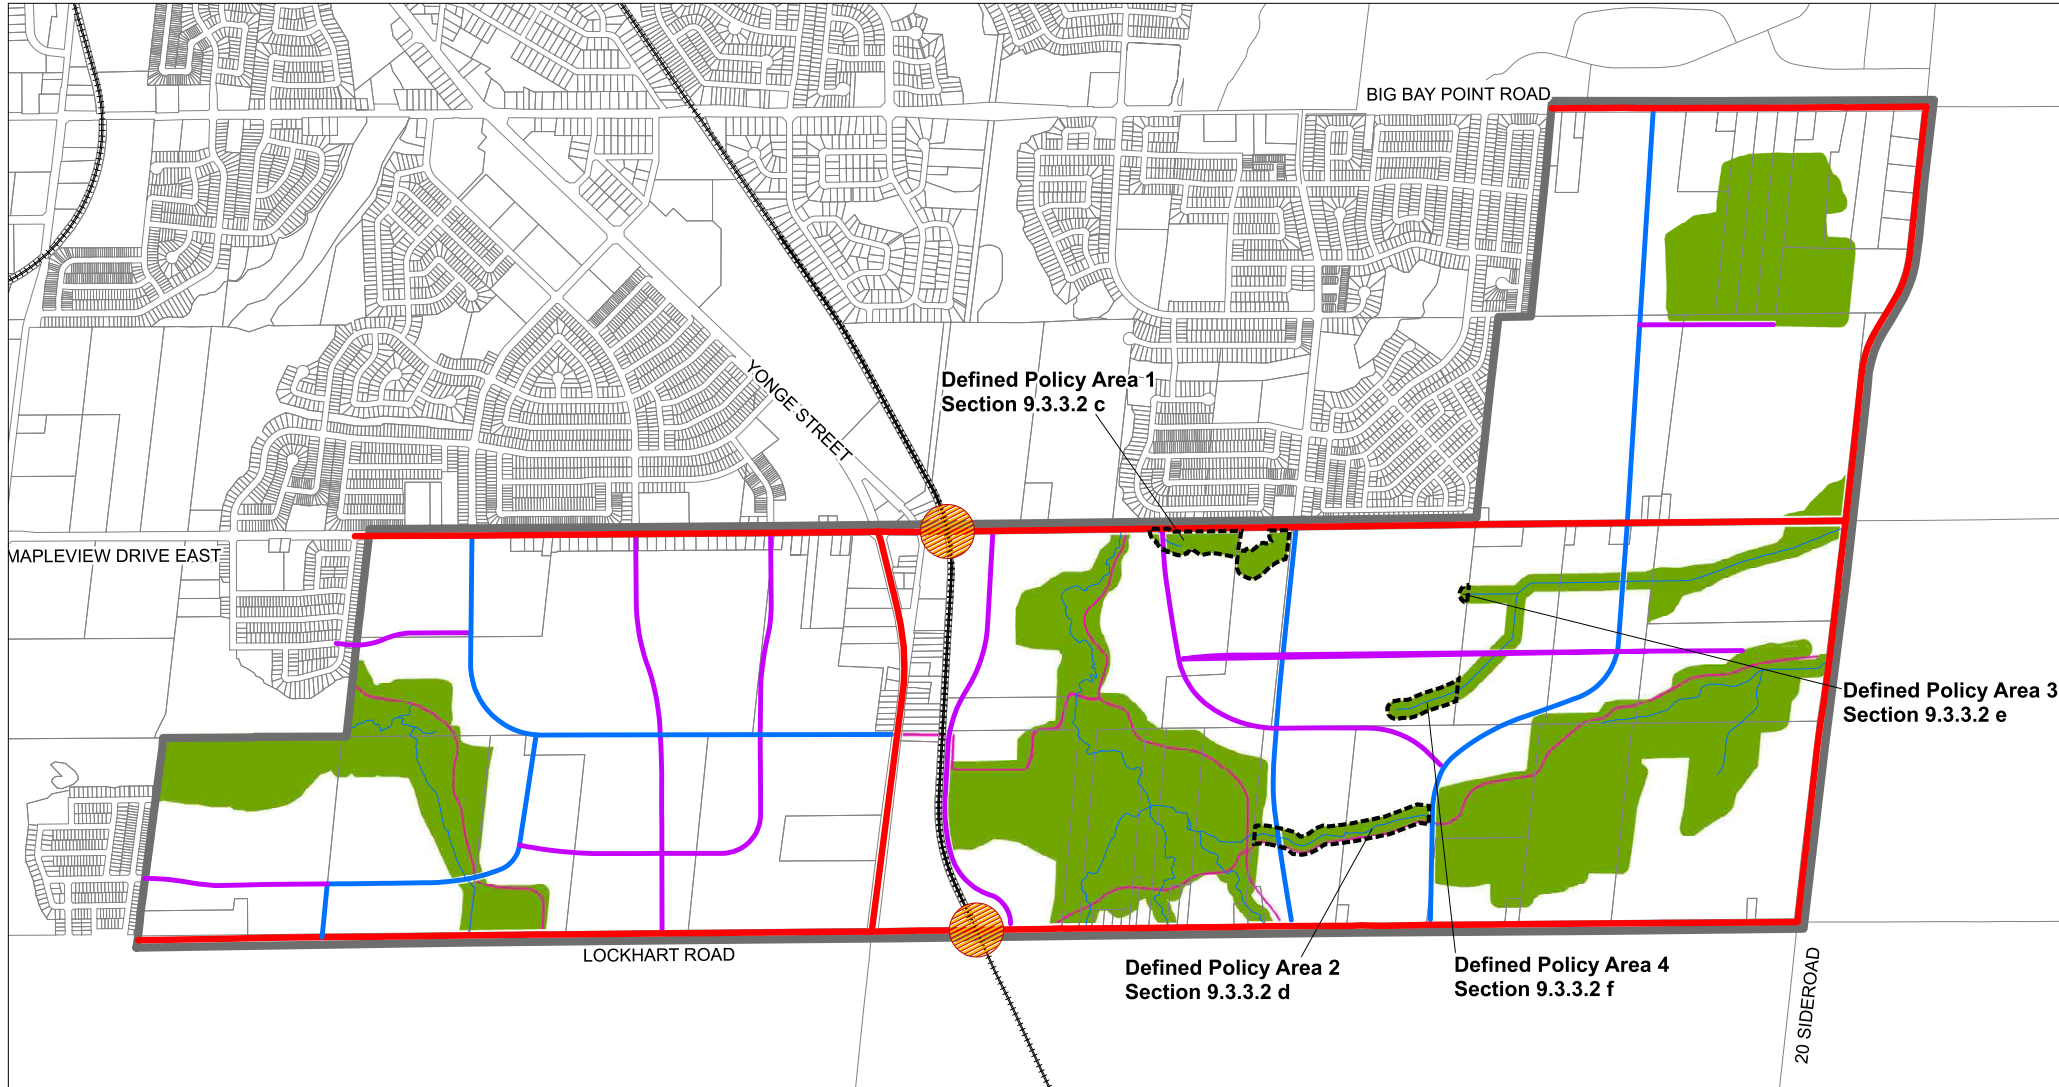 BIG BAY POINT ROAD
YONGE STREET
Defined Policy Area 1
Section 9.3.3.2 c
MAPLEVIEW DRIVE EAST
Defined Policy Area 3
Section 9.3.3.2 e
LOCKHART ROAD
Defined Policy Area 2
Section 9.3.3.2 d
Defined Policy Area 4
Section 9.3.3.2 f
20 SIDEROAD